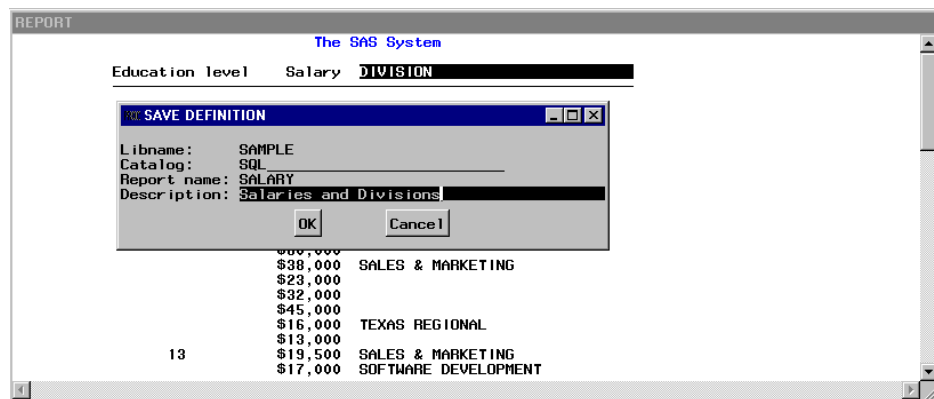 REPORT
The SAS System
Education level Salary DIVISION
SAVE DEFINITION
Libname: SAMPLE
Catalog: SQL
Report name: SALARY
Description: Salaries and Divisions
OK Cancel
$38,000 SALES & MARKETING
$23,000
$32,000
$45,000
$16,000 TEXAS REGIONAL
$13,000
13 $19,500 SALES & MARKETING
$17,000 SOFTWARE DEVELOPMENT